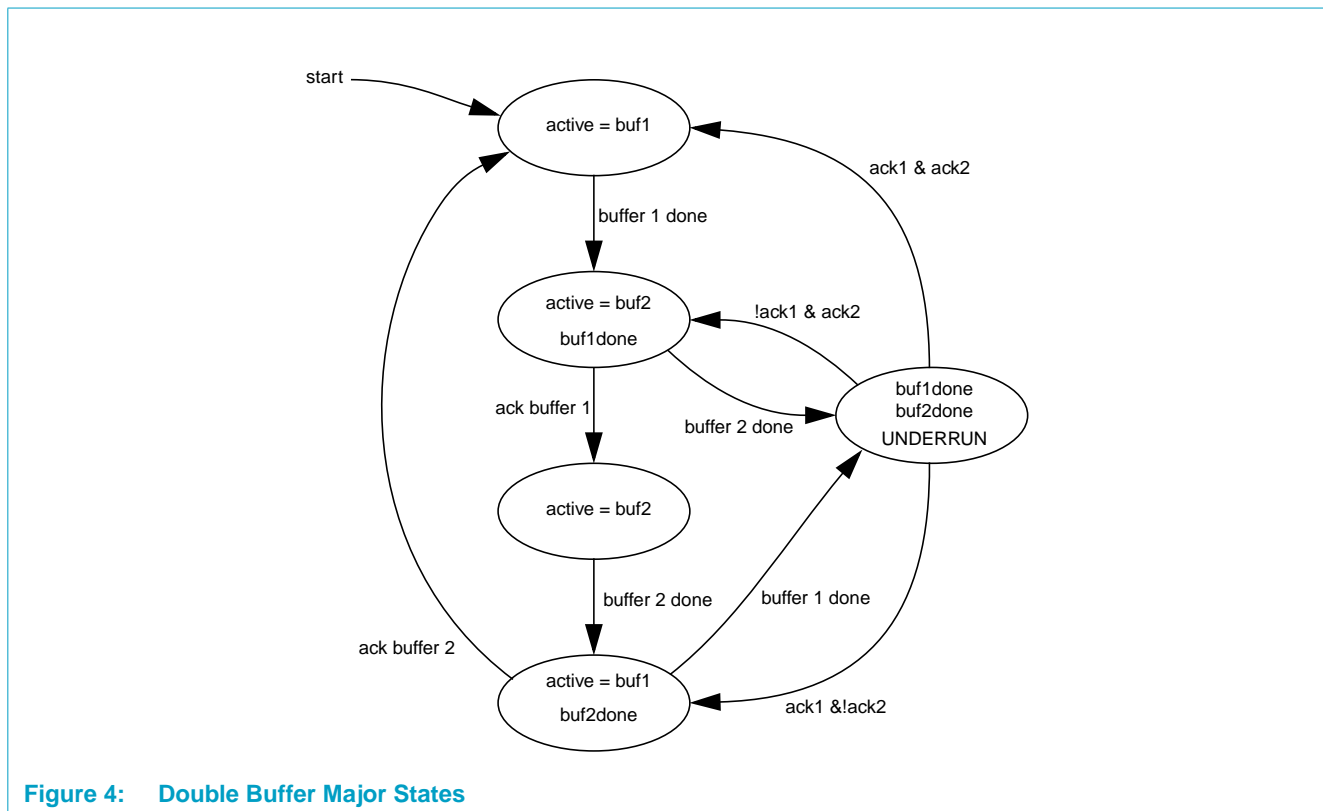 start
active = buf1
ack1 & ack2
buffer 1 done
active = buf2
buf1done
!ack1 & ack2
buf1done
buf2done
UNDERRUN
ack buffer 1
buffer 2 done
active = buf2
buffer 2 done
buffer 1 done
ack buffer 2
active = buf1
buf2done
ack1 &!ack2
Figure 4: Double Buffer Major States